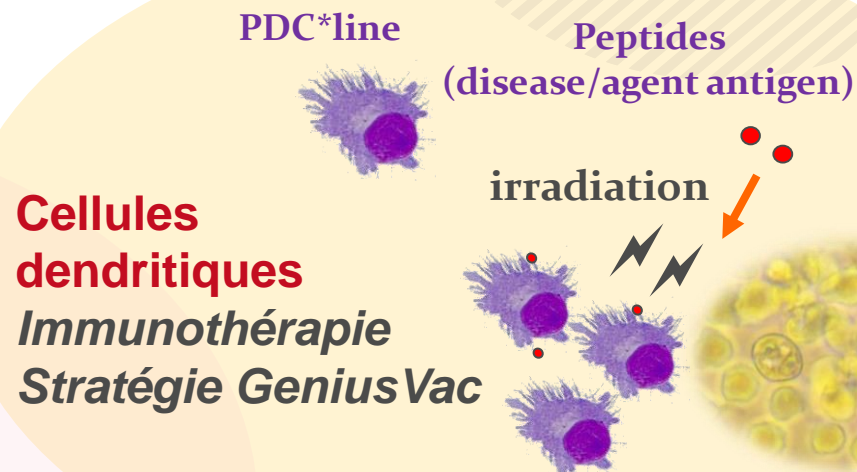 PDC*line
Peptides
(disease/agent antigen)
irradiation
Cellules
dendritiques
Immunothérapie
Stratégie GeniusVac